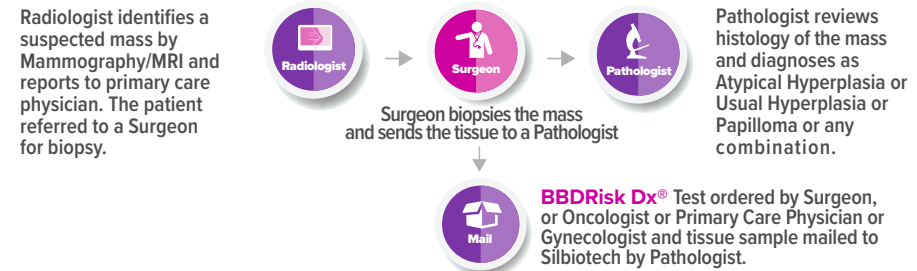 Radiologist identifies a
suspected mass by
Mammography/MRI and
reports to primary care
physician. The patient
referred to a Surgeon
for biopsy.
Radiologist
Surgeon
Pathologist
Pathologist reviews
histology of the mass
and diagnoses as
Atypical Hyperplasia or
Usual Hyperplasia or
Papilloma or any
combination.
Surgeon biopsies the mass
and sends the tissue to a Pathologist
Mail
BBDRisk Dx® Test ordered by Surgeon,
or Oncologist or Primary Care Physician or
Gynecologist and tissue sample mailed to
Silbiotech by Pathologist.